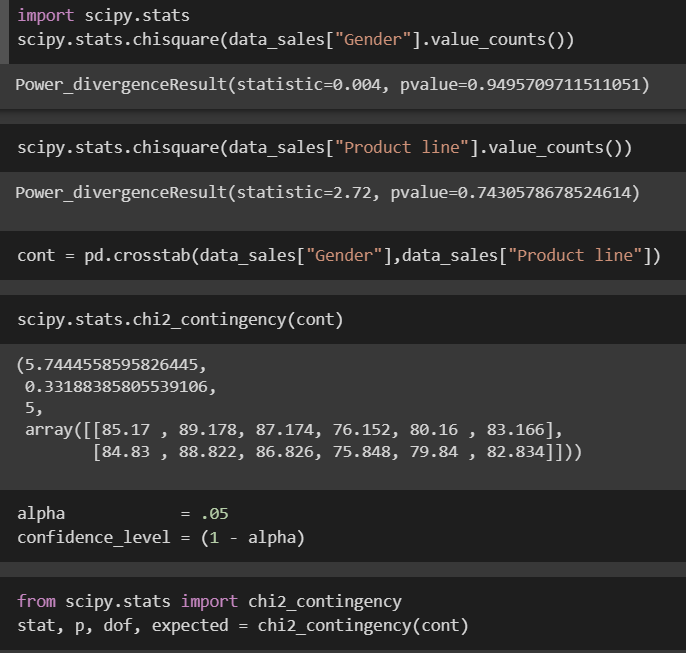 import scipy.stats
scipy.stats.chisquare(data_sales["Gender"].value_counts())
Power_divergenceResult(statistic=0.004, pvalue=0.9495709711511051)
scipy.stats.chisquare(data_sales["Product line"].value_counts())
Power_divergenceResult(statistic=2.72, pvalue=0.7430578678524614)
cont = pd.crosstab(data_sales["Gender"],data_sales["Product line"])
scipy.stats.chi2_contingency(cont)
(5.7444558595826445,
 0.33188385805539106,
 5,
 array([[85.17 , 89.178, 87.174, 76.152, 80.16 , 83.166],
        [84.83 , 88.822, 86.826, 75.848, 79.84 , 82.834]]))
alpha            = .05
confidence_level = (1 - alpha)
from scipy.stats import chi2_contingency
stat, p, dof, expected = chi2_contingency(cont)